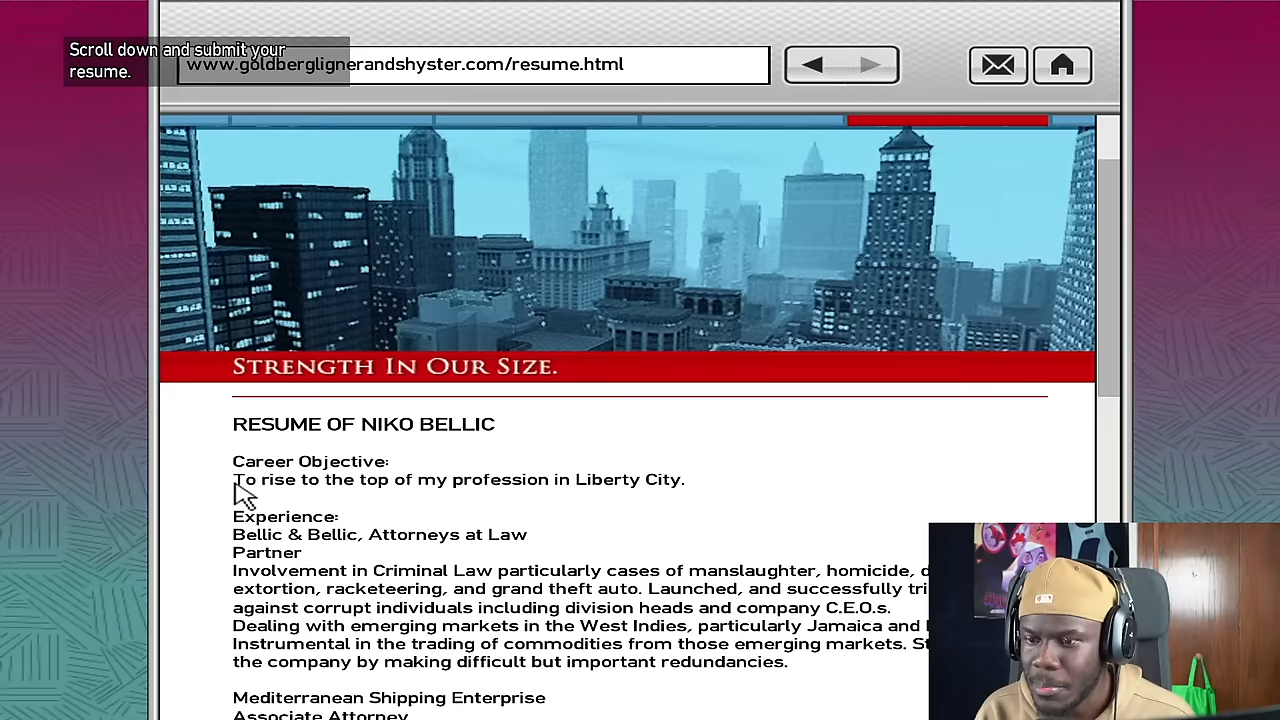 Scroll down and submit your
resume.
www.goldberglignerandshyster.com/resume.html
STRENGTH IN OUR SIZE.
RESUME OF NIKO BELLIC
Career Objective:
To rise to the top of my profession in Liberty City.
Experience:
Bellic & Bellic, Attorneys at Law
Partner
Involvement in Criminal Law particularly cases of manslaughter, homicide,
extortion, racketeering, and grand theft auto. Launched, and successfully
against corrupt individuals including division heads and company C.E.O.s.
Dealing with emerging markets in the West Indies, particularly Jamaica and
Instrumental in the trading of commodities from those emerging markets.
the company by making difficult but important redundancies.
Mediterranean Shipping Enterprise
Associate Attorney